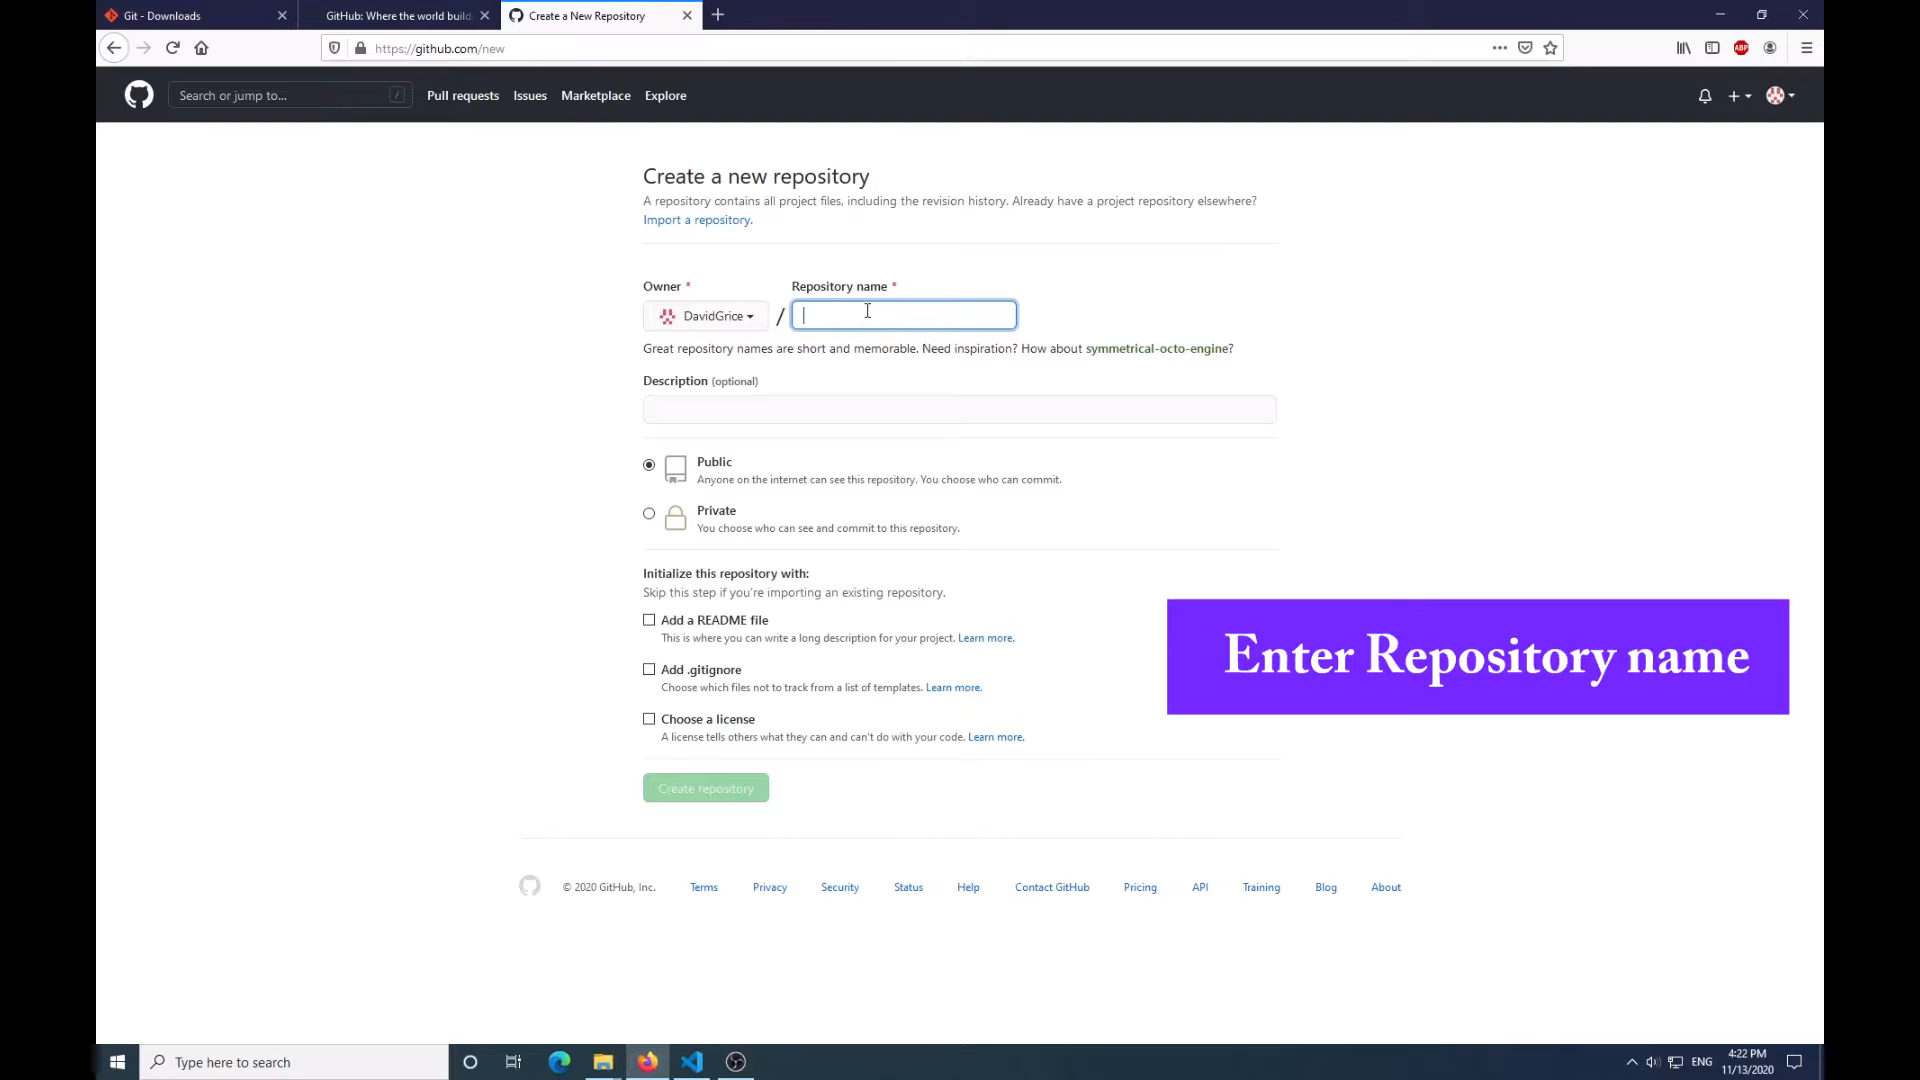 Git - Downloads
GitHub: Where the world build
Create a New Repository
https://github.com/new
ABP
Search or jump to...
/
Pull requests
Issues
Marketplace
Explore
Create a new repository
A repository contains all project files, including the revision history. Already have a project repository elsewhere?
Import a repository.
Owner *
Repository name *
DavidGrice
/
Great repository names are short and memorable. Need inspiration? How about symmetrical-octo-engine?
Description (optional)
Public
Anyone on the internet can see this repository. You choose who can commit.
Private
You choose who can see and commit to this repository.
Initialize this repository with:
Skip this step if you're importing an existing repository.
Add a README file
This is where you can write a long description for your project. Learn more.
Add .gitignore
Choose which files not to track from a list of templates. Learn more.
Choose a license
A license tells others what they can and can't do with your code. Learn more.
Enter Repository name
Create repository
© 2020 GitHub, Inc.
Terms
Privacy
Security
Status
Help
Contact GitHub
Pricing
API
Training
Blog
About
Type here to search
ENG
4:22 PM
11/13/2020